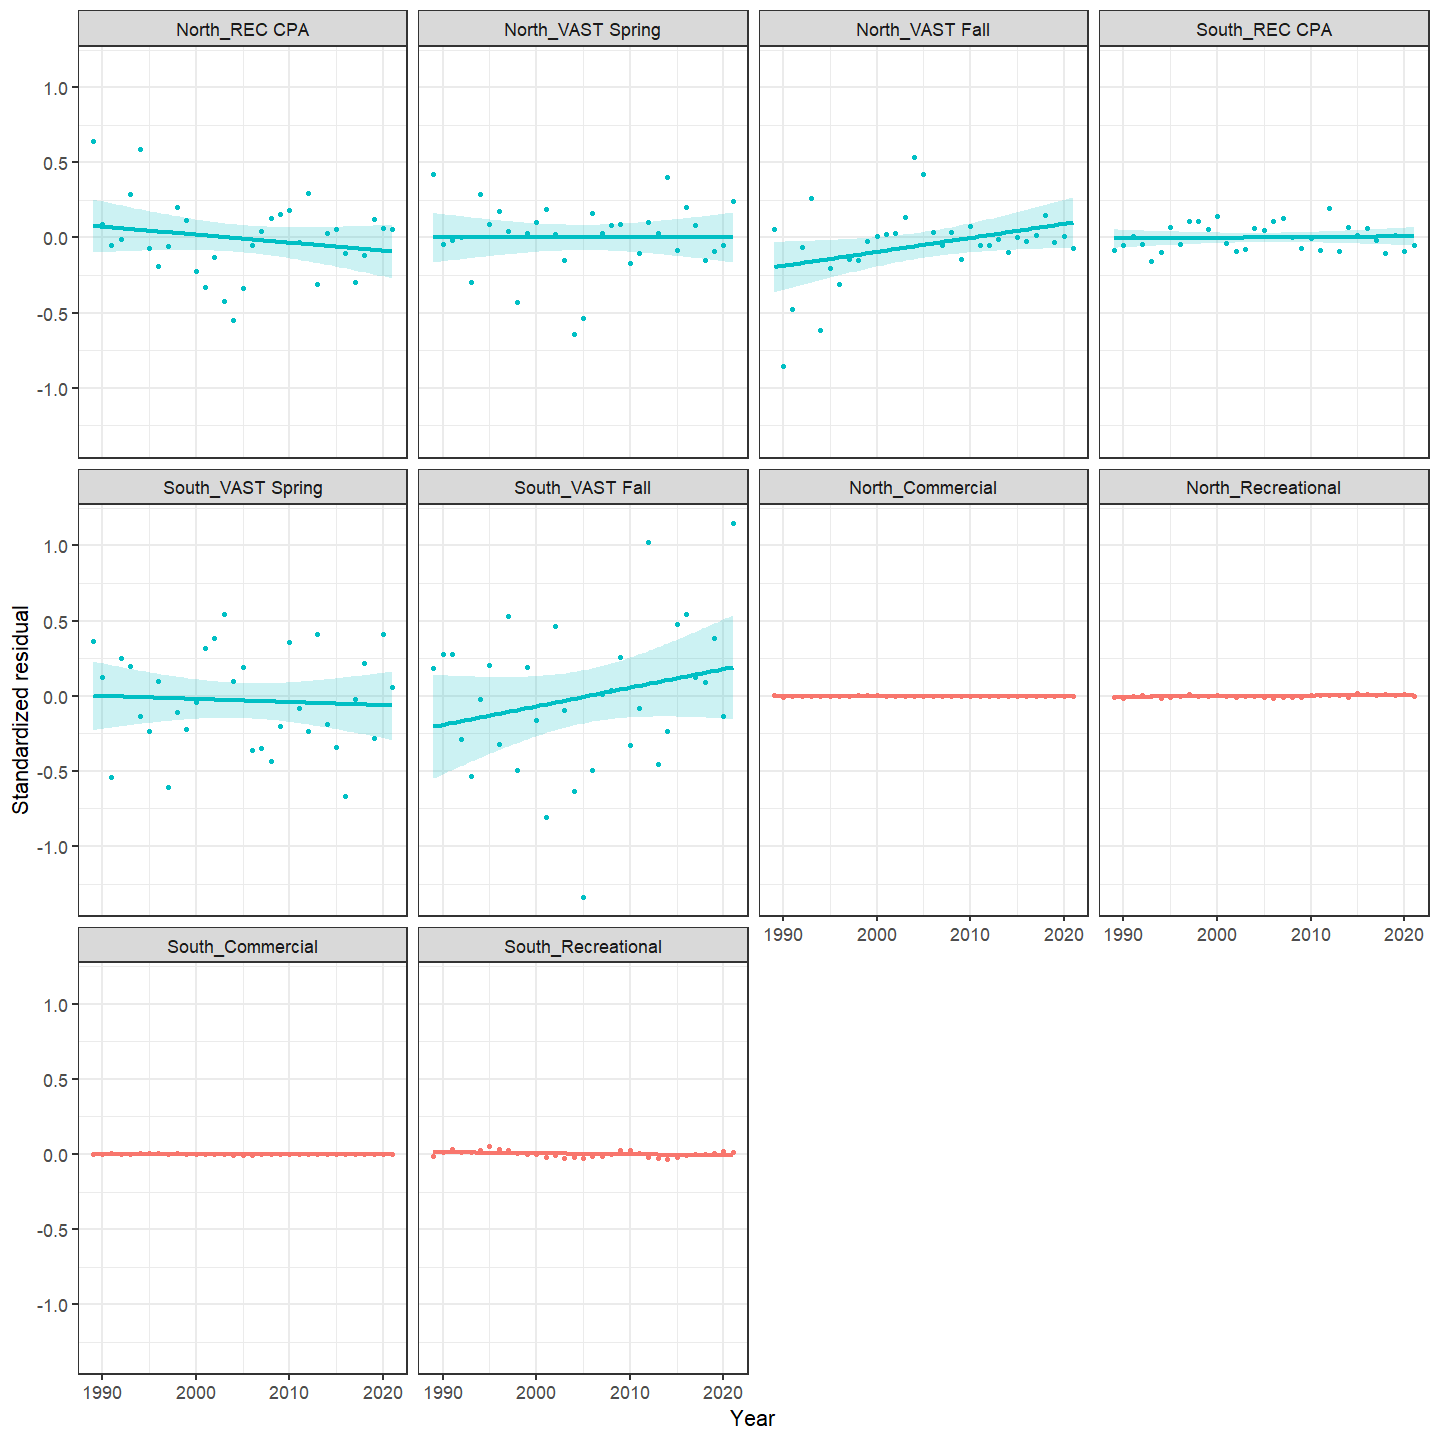 North_REC CPA
North_VAST Spring
North_VAST Fall
South_REC CPA
1.0
0.5
0.0
-0.5
-1.0
South_VAST Spring
South_VAST Fall
North_Commercial
North_Recreational
1.0
0.5
0.0
-0.5
-1.0
1990 2000 2010 2020
1990 2000 2010 2020
South_Commercial
South_Recreational
1.0
0.5
0.0
-0.5
-1.0
1990 2000 2010 2020
1990 2000 2010 2020
Standardized residual
Year